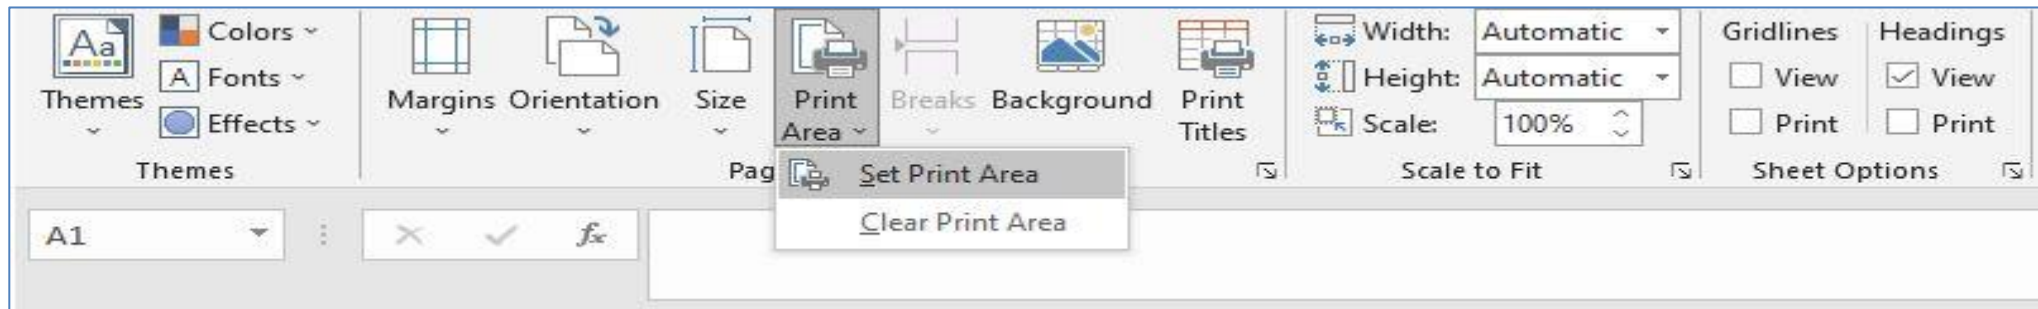 Aa
Themes
Colors
A Fonts
Effects
Themes
Margins
Orientation
Size
Print Area
Breaks
Background
Print Titles
Pag
Set Print Area
Clear Print Area
Width: Automatic
Height: Automatic
Scale: 100%
Scale to Fit
Gridlines
View
Print
Headings
View
Print
Sheet Options
A1
fx